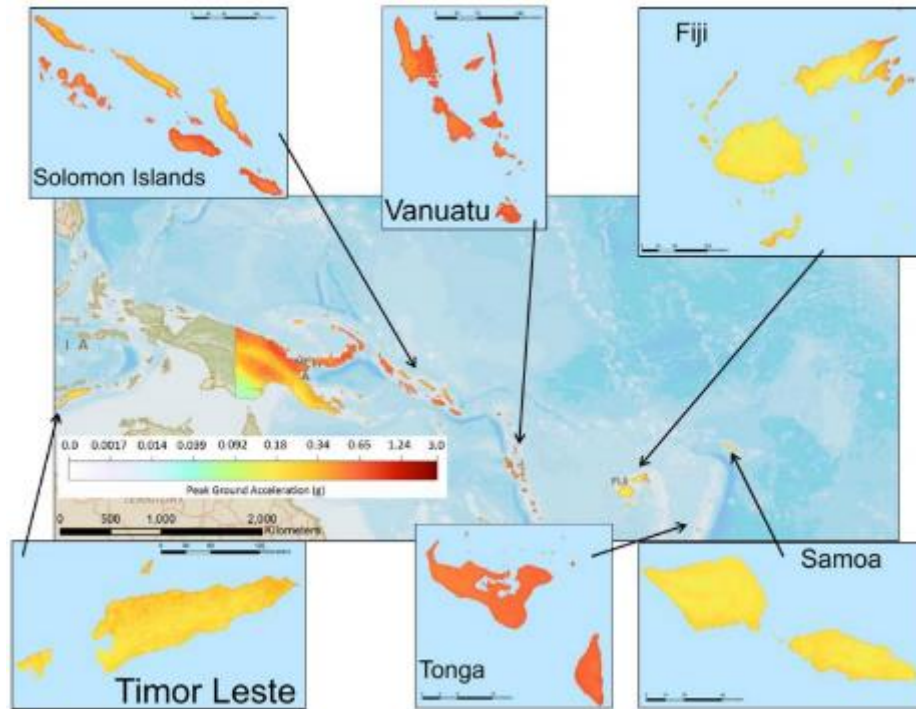 Solomon Islands
Vanuatu
Fiji
I A
A
FIJI
0.0 0.0017 0.014 0.039 0.092 0.18 0.34 0.65 1.24 3.0
Peak Ground Acceleration (g)
0 500 1,000 2,000
Kilometers
Timor Leste
Tonga
Samoa